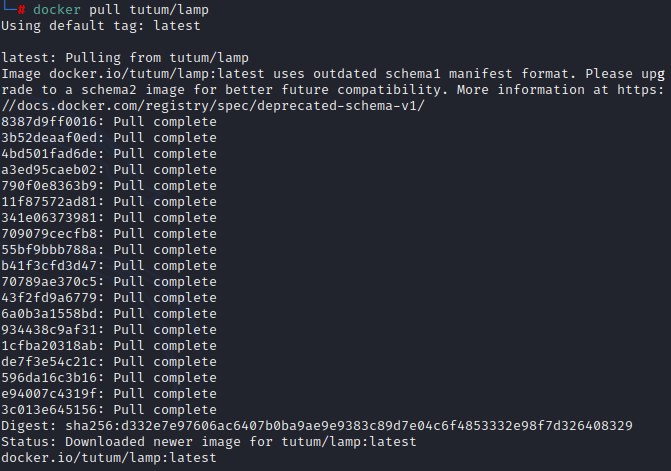 └─# docker pull tutum/lamp
Using default tag: latest
latest: Pulling from tutum/lamp
Image docker.io/tutum/lamp:latest uses outdated schema1 manifest format. Please upg
rade to a schema2 image for better future compatibility. More information at https:
//docs.docker.com/registry/spec/deprecated-schema-v1/
8387d9ff0016: Pull complete
3b52deaaf0ed: Pull complete
4bd501fad6de: Pull complete
a3ed95caeb02: Pull complete
790f0e8363b9: Pull complete
11f87572ad81: Pull complete
341e06373981: Pull complete
709079cecfb8: Pull complete
55bf9bbb788a: Pull complete
b41f3cfd3d47: Pull complete
70789ae370c5: Pull complete
43f2fd9a6779: Pull complete
6a0b3a1558bd: Pull complete
934438c9af31: Pull complete
1cfba20318ab: Pull complete
de7f3e54c21c: Pull complete
596da16c3b16: Pull complete
e94007c4319f: Pull complete
3c013e645156: Pull complete
Digest: sha256:d332e7e97606ac6407b0ba9ae9e9383c89d7e04c6f4853332e98f7d326408329
Status: Downloaded newer image for tutum/lamp:latest
docker.io/tutum/lamp:latest